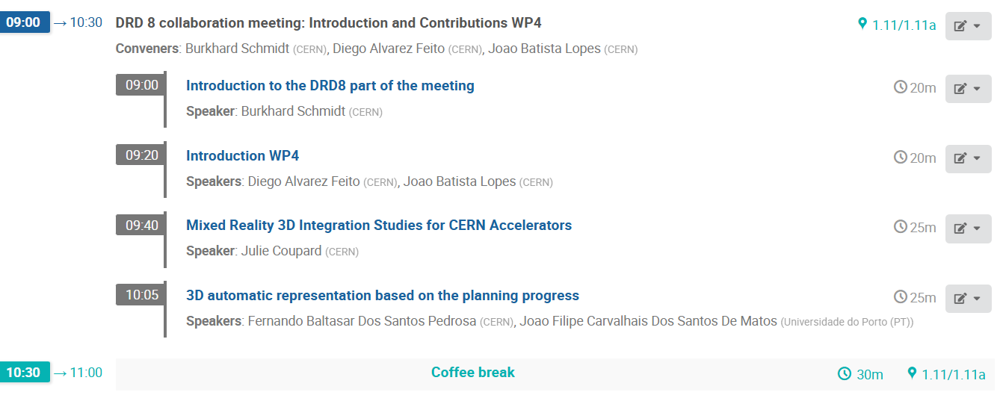 09:00 → 10:30 DRD 8 collaboration meeting: Introduction and Contributions WP4 1.11/1.11a
Conveners: Burkhard Schmidt (CERN), Diego Alvarez Feito (CERN), Joao Batista Lopes (CERN)
09:00 Introduction to the DRD8 part of the meeting 20m
Speaker: Burkhard Schmidt (CERN)
09:20 Introduction WP4 20m
Speakers: Diego Alvarez Feito (CERN), Joao Batista Lopes (CERN)
09:40 Mixed Reality 3D Integration Studies for CERN Accelerators 25m
Speaker: Julie Coupard (CERN)
10:05 3D automatic representation based on the planning progress 25m
Speakers: Fernando Baltasar Dos Santos Pedrosa (CERN), Joao Filipe Carvalhais Dos Santos De Matos (Universidade do Porto (PT))
10:30 → 11:00 Coffee break 30m 1.11/1.11a